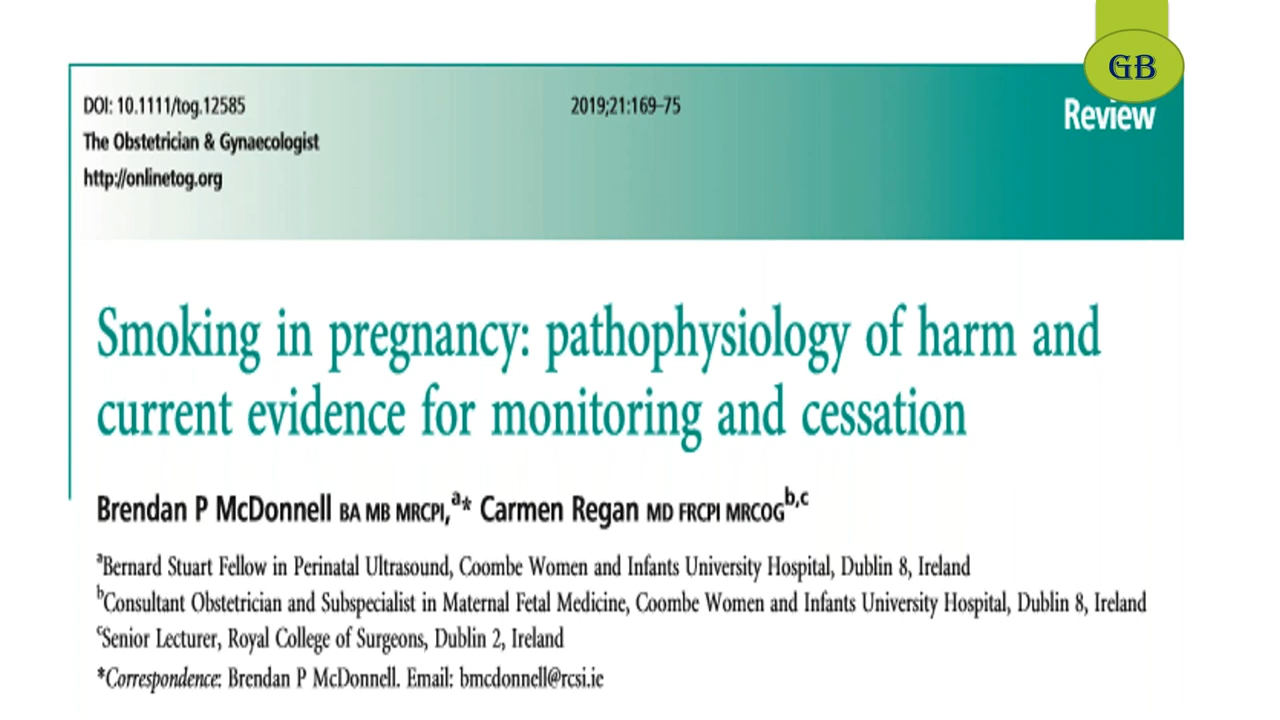 GB
DOI: 10.1111/tog.12585 2019;21:169–75 Review
The Obstetrician & Gynaecologist
http://onlinetog.org
Smoking in pregnancy: pathophysiology of harm and
current evidence for monitoring and cessation
Brendan P McDonnell BA MB MRCPI,a* Carmen Regan MD FRCPI MRCOGb,c
aBernard Stuart Fellow in Perinatal Ultrasound, Coombe Women and Infants University Hospital, Dublin 8, Ireland
bConsultant Obstetrician and Subspecialist in Maternal Fetal Medicine, Coombe Women and Infants University Hospital, Dublin 8, Ireland
cSenior Lecturer, Royal College of Surgeons, Dublin 2, Ireland
*Correspondence: Brendan P McDonnell. Email: bmcdonnell@rcsi.ie